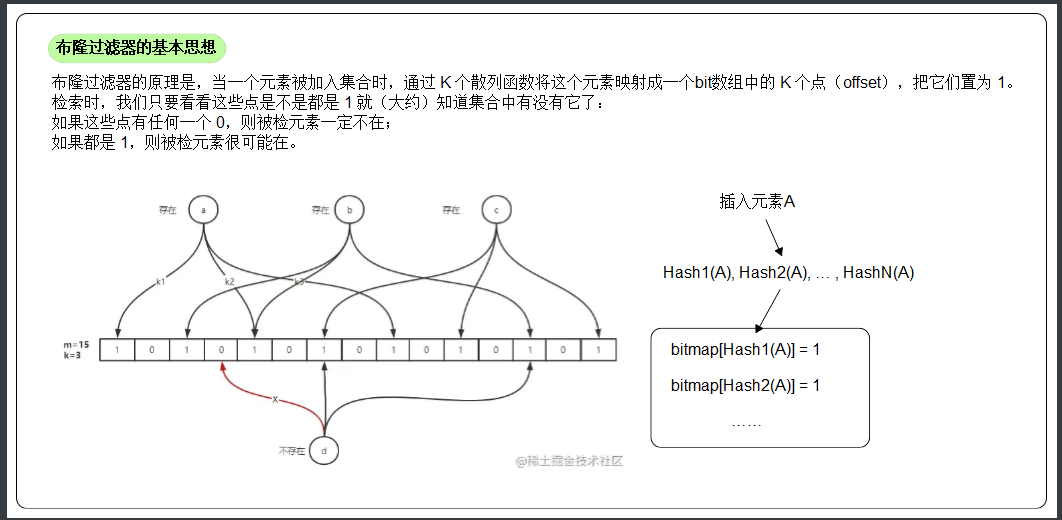 布隆过滤器的基本思想
布隆过滤器的原理是，当一个元素被加入集合时，通过 K 个散列函数将这个元素映射成一个bit数组中的 K 个点（offset），把它们置为 1。
检索时，我们只要看看这些点是不是都是 1 就（大约）知道集合中有没有它了：
如果这些点有任何一个 0，则被检元素一定不在；
如果都是 1，则被检元素很可能在。
存在 a 存在 b 存在 c
k1 k2 k3
m=15
k=3
1 0 1 0 1 0 1 0 1 0 1 0 1 0 1
X
不存在 d
@稀土掘金技术社区
插入元素A
Hash1(A), Hash2(A), … , HashN(A)
bitmap[Hash1(A)] = 1
bitmap[Hash2(A)] = 1
……